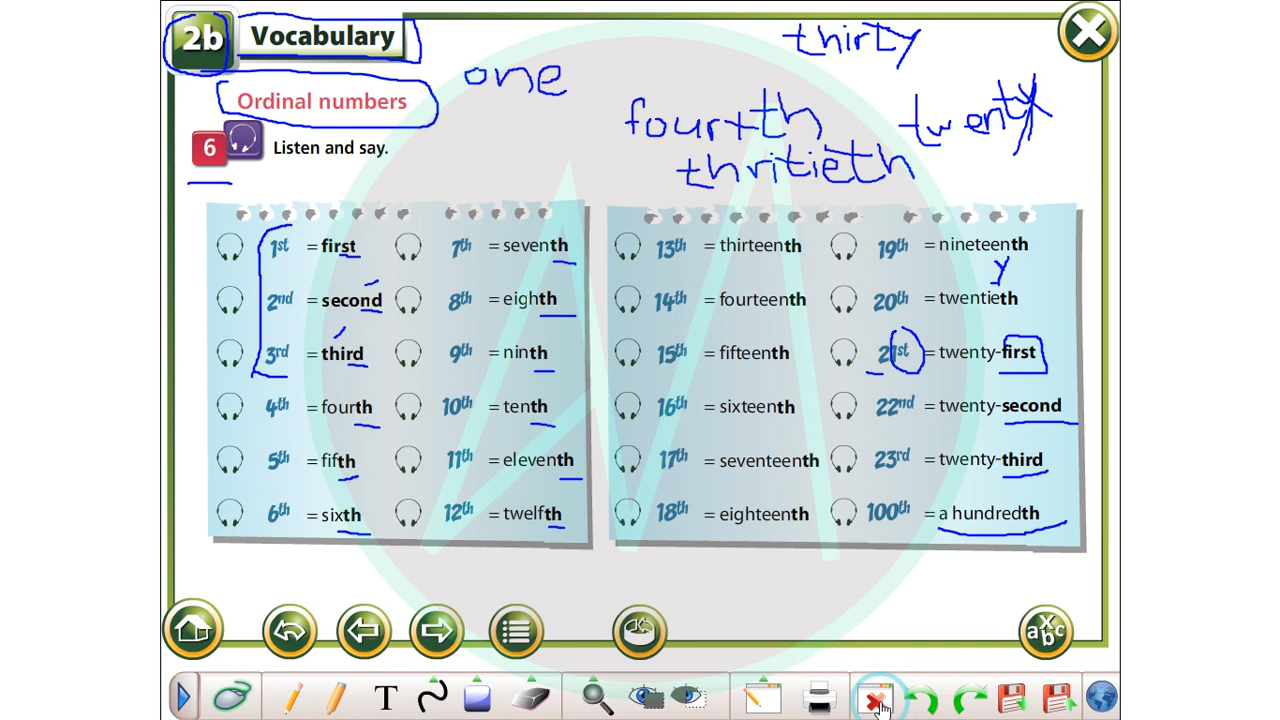 2b Vocabulary
thirty
one
Ordinal numbers
fourtth twenty
6 Listen and say.
thritieth
1st = first 7th = seventh 13th = thirteenth 19th = nineteenth
y
2nd = second 8th = eighth 14th = fourteenth 20th = twentieth
3rd = third 9th = ninth 15th = fifteenth 21st = twenty-first
4th = fourth 10th = tenth 16th = sixteenth 22nd = twenty-second
5th = fifth 11th = eleventh 17th = seventeenth 23rd = twenty-third
6th = sixth 12th = twelfth 18th = eighteenth 100th = a hundredth
a x b c
T